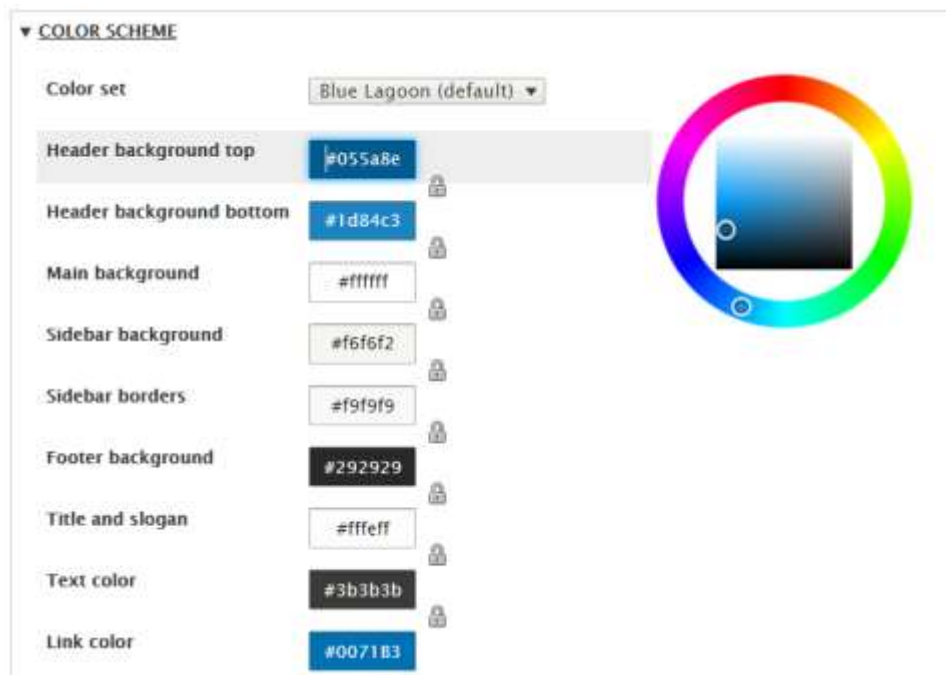 COLOR SCHEME
Color set Blue Lagoon (default)
Header background top #055a8e
Header background bottom #1d84c3
Main background #ffffff
Sidebar background #f6f6f2
Sidebar borders #f9f9f9
Footer background #292929
Title and slogan #fffeff
Text color #3b3b3b
Link color #0071B3